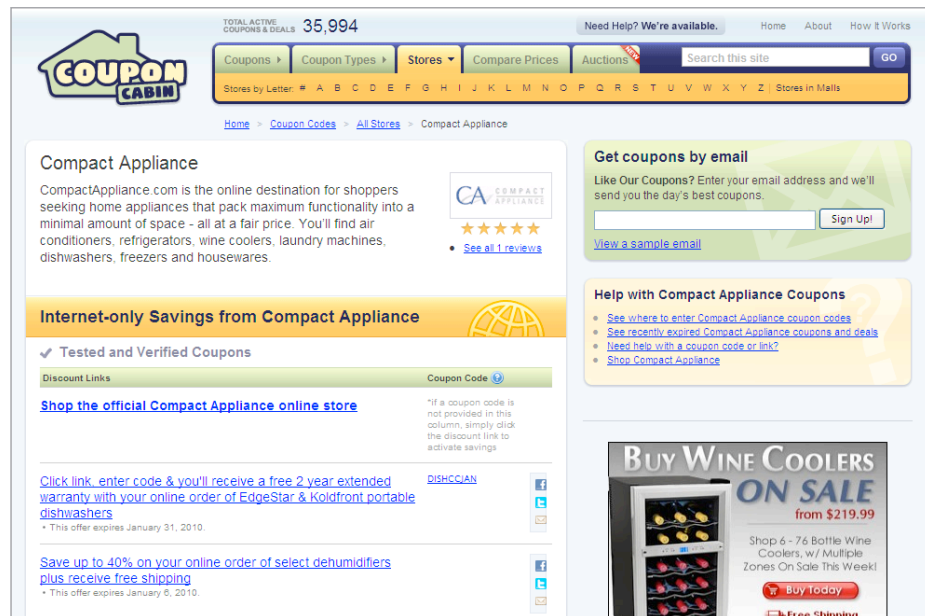 TOTAL ACTIVE
COUPONS & DEALS 35,994
Need Help? We're available.
Home About How It Works
COUPON
CABIN
Coupons Coupon Types Stores Compare Prices Auctions
NEW
Search this site GO
Stores by Letter: # A B C D E F G H I J K L M N O P Q R S T U V W X Y Z | Stores in Malls
Home > Coupon Codes > All Stores > Compact Appliance
Compact Appliance
CompactAppliance.com is the online destination for shoppers
seeking home appliances that pack maximum functionality into a
minimal amount of space - all at a fair price. You'll find air
conditioners, refrigerators, wine coolers, laundry machines,
dishwashers, freezers and housewares.
CA COMPACT
APPLIANCE
• See all 1 reviews
Get coupons by email
Like Our Coupons? Enter your email address and we'll
send you the day's best coupons.
Sign Up!
View a sample email
Help with Compact Appliance Coupons
See where to enter Compact Appliance coupon codes
See recently expired Compact Appliance coupons and deals
Need help with a coupon code or link?
Shop Compact Appliance
Internet-only Savings from Compact Appliance
Tested and Verified Coupons
Discount Links Coupon Code ?
Shop the official Compact Appliance online store
*if a coupon code is
not provided in this
column, simply click
the discount link to
activate savings
Click link, enter code & you'll receive a free 2 year extended
warranty with your online order of EdgeStar & Koldfront portable
dishwashers
• This offer expires January 31, 2010.
DISHCCJAN
Save up to 40% on your online order of select dehumidifiers
plus receive free shipping
• This offer expires January 6, 2010.
BUY WINE COOLERS
ON SALE
from $219.99
Shop 6 - 76 Bottle Wine
Coolers, w/ Multiple
Zones On Sale This Week!
Buy Today
Free Shipping